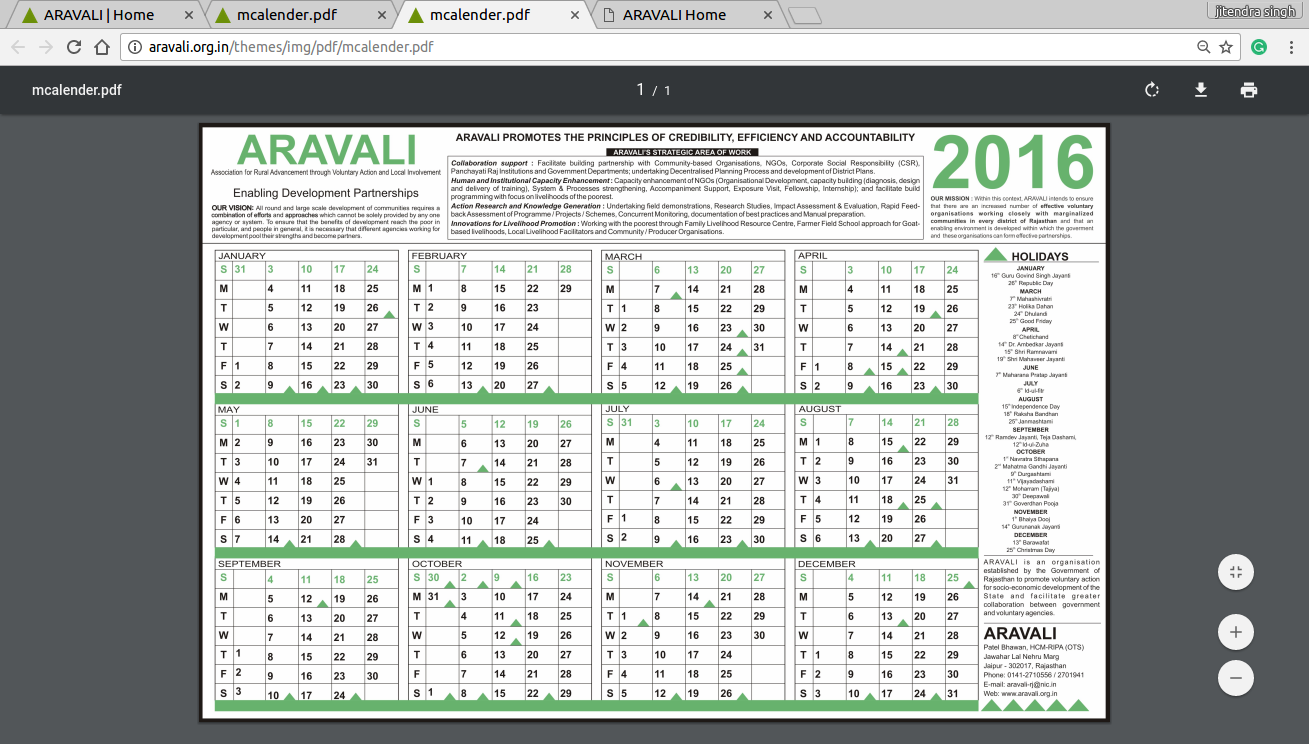 ARAVALI | Home
mcalender.pdf
mcalender.pdf
ARAVALI Home
jitendra singh
aravali.org.in/themes/img/pdf/mcalender.pdf
mcalender.pdf
1 / 1
ARAVALI
Association for Rural Advancement through Voluntary Action and Local Involvement
Enabling Development Partnerships
OUR VISION: All round and large scale development of communities requires a
combination of efforts and approaches which cannot be solely provided by any one
agency or system. To ensure that the benefits of development reach the poor in
particular, and people in general, it is necessary that different agencies working for
development pool their strengths and become partners.
ARAVALI PROMOTES THE PRINCIPLES OF CREDIBILITY, EFFICIENCY AND ACCOUNTABILITY
ARAVALI'S STRATEGIC AREA OF WORK
Collaboration support : Facilitate building partnership with Community-based Organisations, NGOs, Corporate Social Responsibility (CSR),
Panchayati Raj Institutions and Government Departments; undertaking Decentralised Planning Process and development of District Plans.
Human and Institutional Capacity Enhancement : Capacity enhancement of NGOs (Organisational Development, capacity building (diagnosis, design
and delivery of training), System & Processes strengthening, Accompaniment Support, Exposure Visit, Fellowship, Internship); and facilitate build
programming with focus on livelihoods of the poorest.
Action Research and Knowledge Generation : Undertaking field demonstrations, Research Studies, Impact Assessment & Evaluation, Rapid Feed-
back Assessment of Programme / Projects / Schemes, Concurrent Monitoring, documentation of best practices and Manual preparation.
Innovations for Livelihood Promotion : Working with the poorest through Family Livelihood Resource Centre, Farmer Field School approach for Goat-
based livelihoods, Local Livelihood Facilitators and Community / Producer Organisations.
2016
OUR MISSION : Within this context, ARAVALI intends to ensure
that there are an increased number of effective voluntary
organisations working closely with marginalized
communities in every district of Rajasthan and that an
enabling environment is developed within which the goverment
and these organisations can form effective partnerships.
JANUARY
S 31 3 10 17 24
M 4 11 18 25
T 5 12 19 26
W 6 13 20 27
T 7 14 21 28
F 1 8 15 22 29
S 2 9 16 23 30
FEBRUARY
S 7 14 21 28
M 1 8 15 22 29
T 2 9 16 23
W 3 10 17 24
T 4 11 18 25
F 5 12 19 26
S 6 13 20 27
MARCH
S 6 13 20 27
M 7 14 21 28
T 1 8 15 22 29
W 2 9 16 23 30
T 3 10 17 24 31
F 4 11 18 25
S 5 12 19 26
APRIL
S 3 10 17 24
M 4 11 18 25
T 5 12 19 26
W 6 13 20 27
T 7 14 21 28
F 1 8 15 22 29
S 2 9 16 23 30
MAY
S 1 8 15 22 29
M 2 9 16 23 30
T 3 10 17 24 31
W 4 11 18 25
T 5 12 19 26
F 6 13 20 27
S 7 14 21 28
JUNE
S 5 12 19 26
M 6 13 20 27
T 7 14 21 28
W 1 8 15 22 29
T 2 9 16 23 30
F 3 10 17 24
S 4 11 18 25
JULY
S 31 3 10 17 24
M 4 11 18 25
T 5 12 19 26
W 6 13 20 27
T 7 14 21 28
F 1 8 15 22 29
S 2 9 16 23 30
AUGUST
S 7 14 21 28
M 1 8 15 22 29
T 2 9 16 23 30
W 3 10 17 24 31
T 4 11 18 25
F 5 12 19 26
S 6 13 20 27
SEPTEMBER
S 4 11 18 25
M 5 12 19 26
T 6 13 20 27
W 7 14 21 28
T 1 8 15 22 29
F 2 9 16 23 30
S 3 10 17 24
OCTOBER
S 30 2 9 16 23
M 31 3 10 17 24
T 4 11 18 25
W 5 12 19 26
T 6 13 20 27
F 7 14 21 28
S 1 8 15 22 29
NOVEMBER
S 6 13 20 27
M 7 14 21 28
T 1 8 15 22 29
W 2 9 16 23 30
T 3 10 17 24
F 4 11 18 25
S 5 12 19 26
DECEMBER
S 4 11 18 25
M 5 12 19 26
T 6 13 20 27
W 7 14 21 28
T 1 8 15 22 29
F 2 9 16 23 30
S 3 10 17 24 31
HOLIDAYS
JANUARY
16th Guru Govind Singh Jayanti
26th Republic Day
MARCH
7th Mahashivratri
23th Holika Dahan
24th Dhulandi
25th Good Friday
APRIL
8th Chetichand
14th Dr. Ambedkar Jayanti
15th Shri Ramnavami
19th Shri Mahaveer Jayanti
JUNE
7th Maharana Pratap Jayanti
JULY
6th Id-ul-fitr
AUGUST
15th Independence Day
18th Raksha Bandhan
25th Janmashtami
SEPTEMBER
12th Ramdev Jayanti, Teja Dashami,
12th Id-ul-Zuha
OCTOBER
1st Navratra Sthapana
2nd Mahatma Gandhi Jayanti
9th Durgashtami
11th Vijayadashami
12th Moharram (Tajiya)
30th Deepawali
31st Goverdhan Pooja
NOVEMBER
1st Bhaiya Dooj
14th Gurunanak Jayanti
DECEMBER
13th Barawafat
25th Christmas Day
ARAVALI is an organisation
established by the Government of
Rajasthan to promote voluntary action
for socio-economic development of the
State and facilitate greater
collaboration between government
and voluntary agencies.
ARAVALI
Patel Bhawan, HCM-RIPA (OTS)
Jawahar Lal Nehru Marg
Jaipur - 302017, Rajasthan
Phone: 0141-2710556 / 2701941
E-mail: aravali-rj@nic.in
Web: www.aravali.org.in